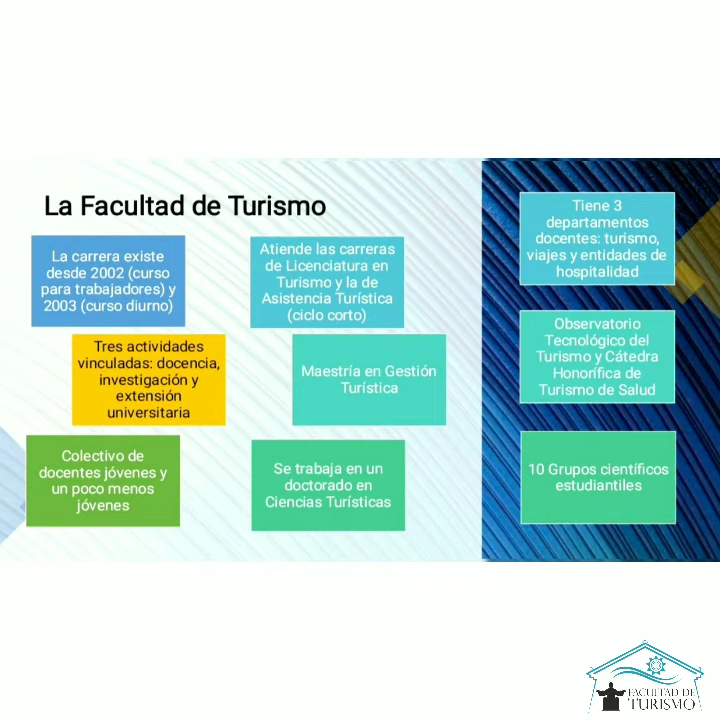 La Facultad de Turismo
La carrera existe
desde 2002 (curso
para trabajadores) y
2003 (curso diurno)
Atiende las carreras
de Licenciatura en
Turismo y la de
Asistencia Turística
(ciclo corto)
Tres actividades
vinculadas: docencia,
investigación y
extensión
universitaria
Maestría en Gestión
Turística
Colectivo de
docentes jóvenes y
un poco menos
jóvenes
Se trabaja en un
doctorado en
Ciencias Turísticas
Tiene 3
departamentos
docentes: turismo,
viajes y entidades de
hospitalidad
Observatorio
Tecnológico del
Turismo y Cátedra
Honorífica de
Turismo de Salud
10 Grupos científicos
estudiantiles
FACULTAD DE
TURISMO